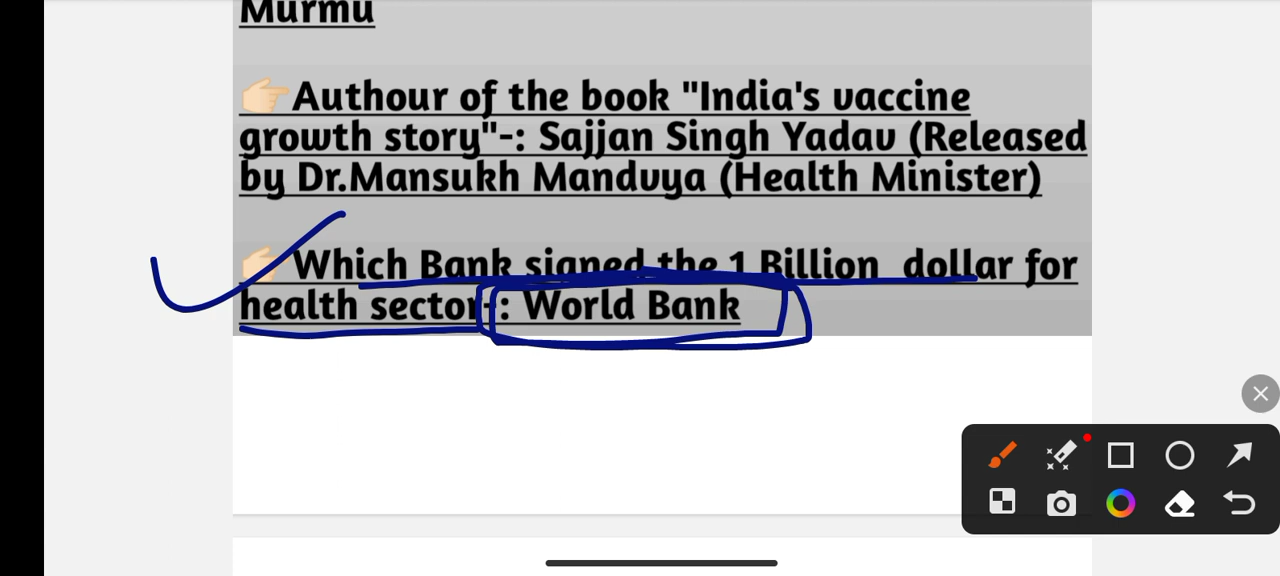 Murmu
👉🏻Authour of the book "India's vaccine
growth story"-: Sajjan Singh Yadav (Released
by Dr.Mansukh Manduya (Health Minister)
👉🏻 Which Bank signed the 1 Billion dollar for
health sector-: World Bank